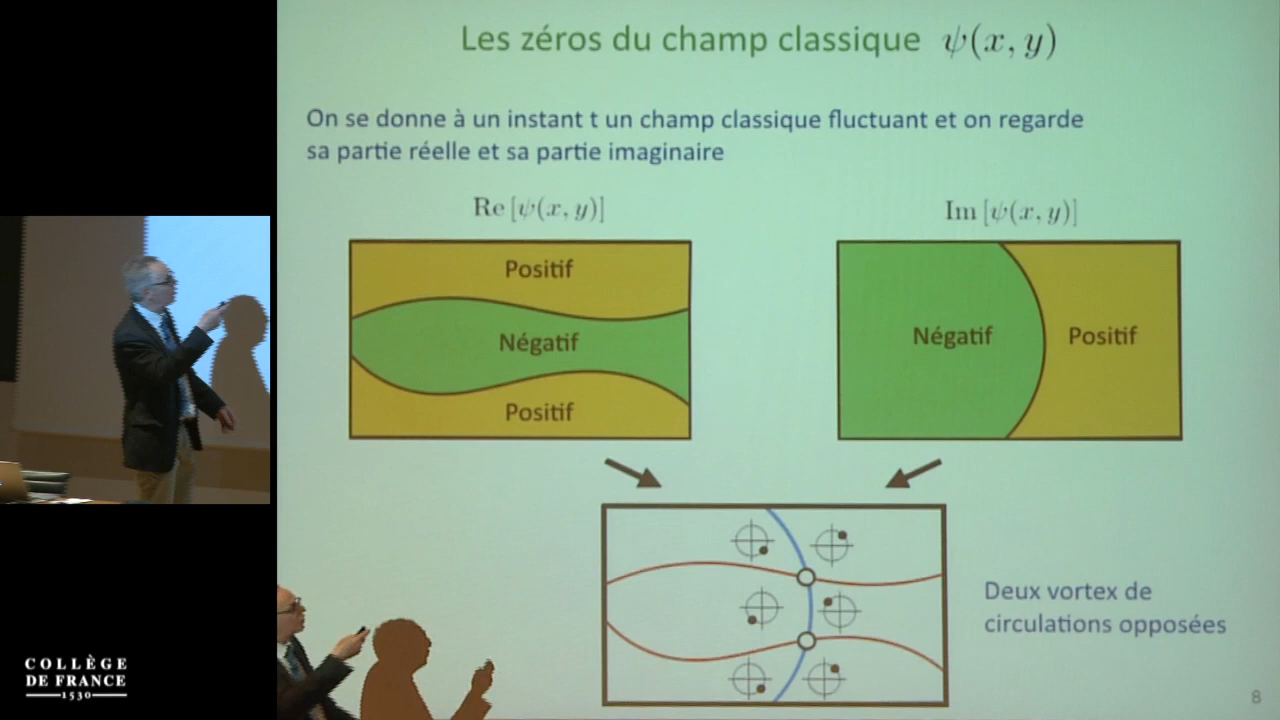 Les zéros du champ classique ψ(x, y)
On se donne à un instant t un champ classique fluctuant et on regarde
sa partie réelle et sa partie imaginaire
Re [ψ(x, y)]
Im [ψ(x, y)]
Positif
Négatif
Positif
Négatif
Positif
Deux vortex de
circulations opposées
COLLÈGE
DE FRANCE
1530
8